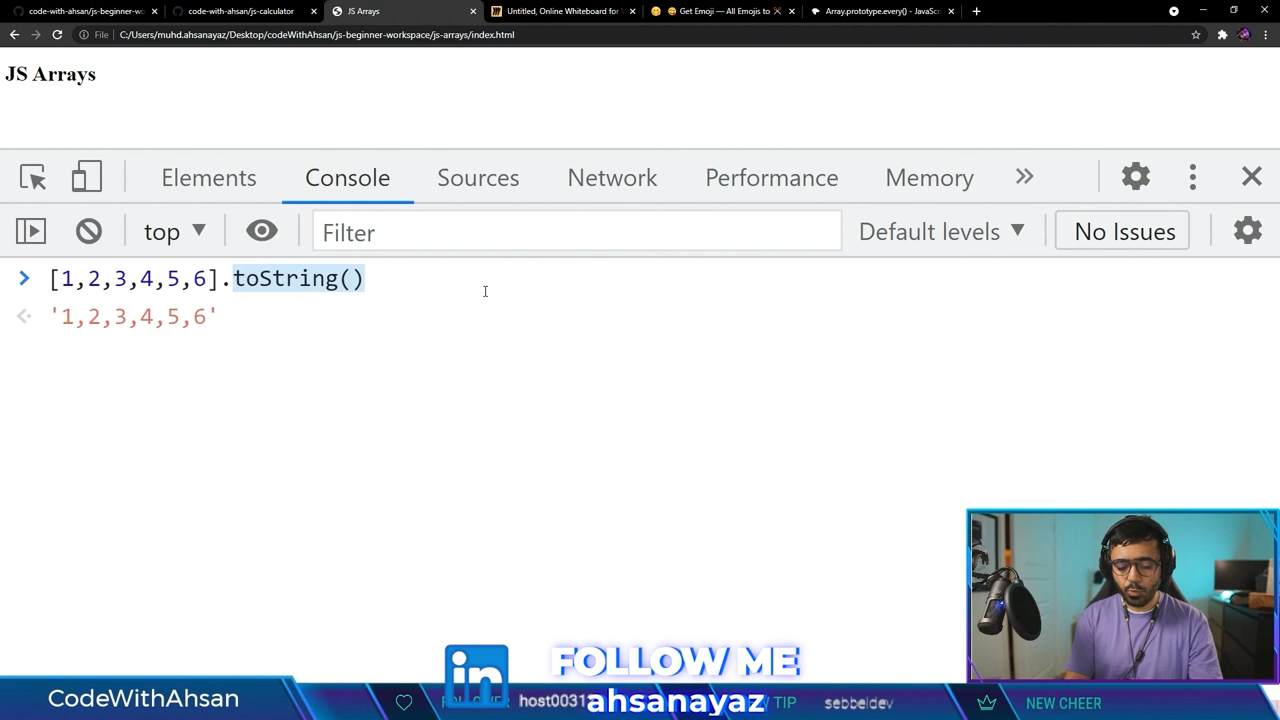 code-with-ahsan/js-beginner-wo
code-with-ahsan/js-calculator
JS Arrays
Untitled, Online Whiteboard for
Get Emoji — All Emojis to
Array.prototype.every() - JavaScri
File
C:/Users/muhd.ahsanayaz/Desktop/codeWithAhsan/js-beginner-workspace/js-arrays/index.html
JS Arrays
Elements Console Sources Network Performance Memory
top Filter Default levels No Issues
[1,2,3,4,5,6].toString()
'1,2,3,4,5,6'
in FOLLOW ME
ahsanayaz
CodeWithAhsan
host0031
TIP
sebbeldev
NEW CHEER